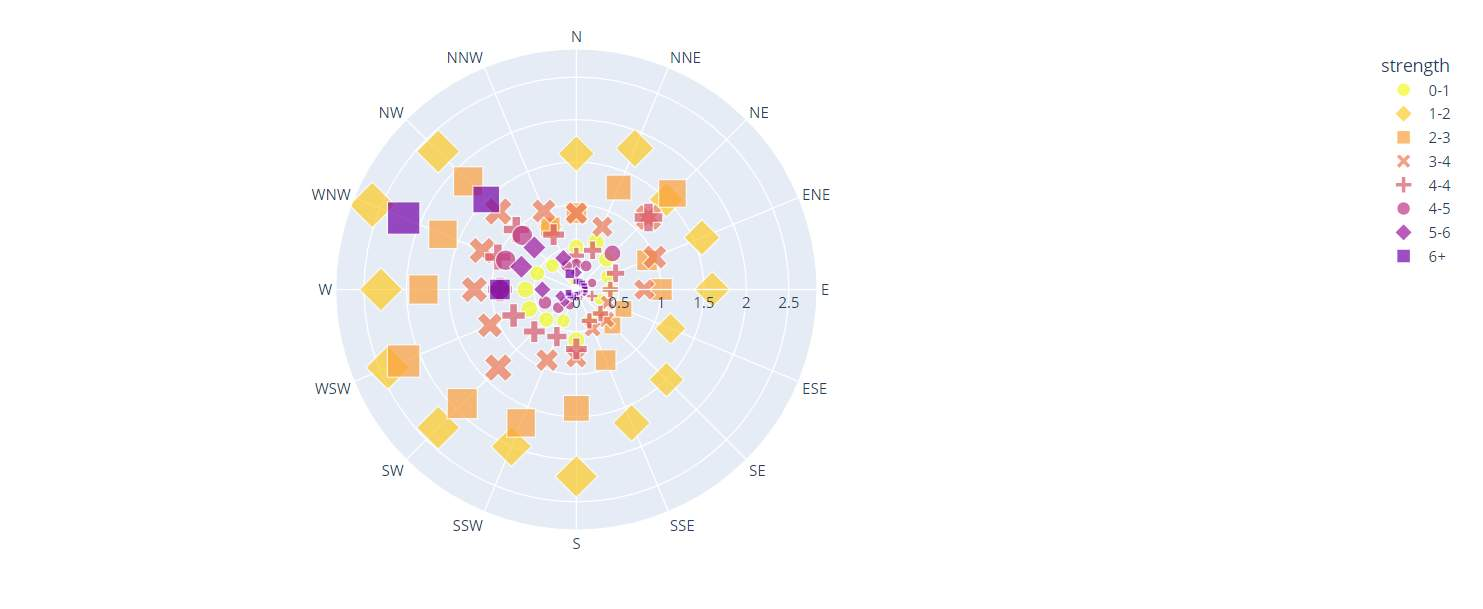 N
NNW
NNE
NW
NE
strength
0-1
1-2
2-3
3-4
4-4
4-5
5-6
6+
WNW
ENE
W
E
0
0.5
1
1.5
2
2.5
WSW
ESE
SW
SE
SSW
SSE
S